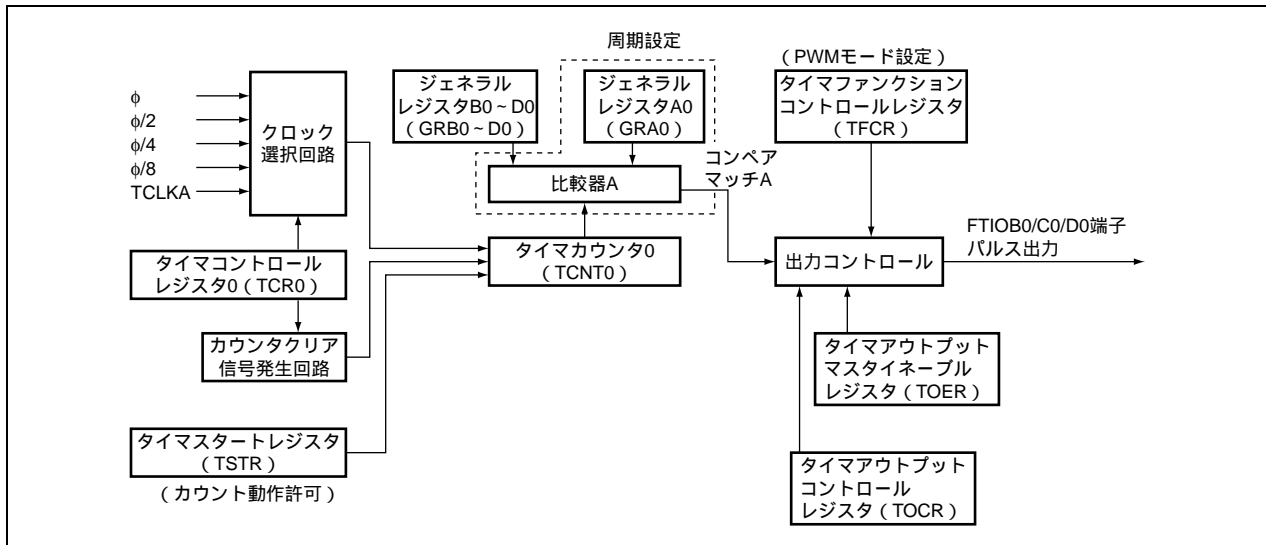 周期設定
(PWMモード設定)
φ
φ/2
φ/4
φ/8
TCLKA
クロック
選択回路
ジェネラル
レジスタB0~D0
(GRB0~D0)
ジェネラル
レジスタA0
(GRA0)
タイマファンクション
コントロールレジスタ
(TFCR)
比較器A
コンペア
マッチA
タイマコントロール
レジスタ0(TCR0)
タイマカウンタ0
(TCNT0)
出力コントロール
FTIOB0/C0/D0端子
パルス出力
カウンタクリア
信号発生回路
タイマアウトプット
マスタイネーブル
レジスタ(TOER)
タイマスタートレジスタ
(TSTR)
(カウント動作許可)
タイマアウトプット
コントロール
レジスタ(TOCR)